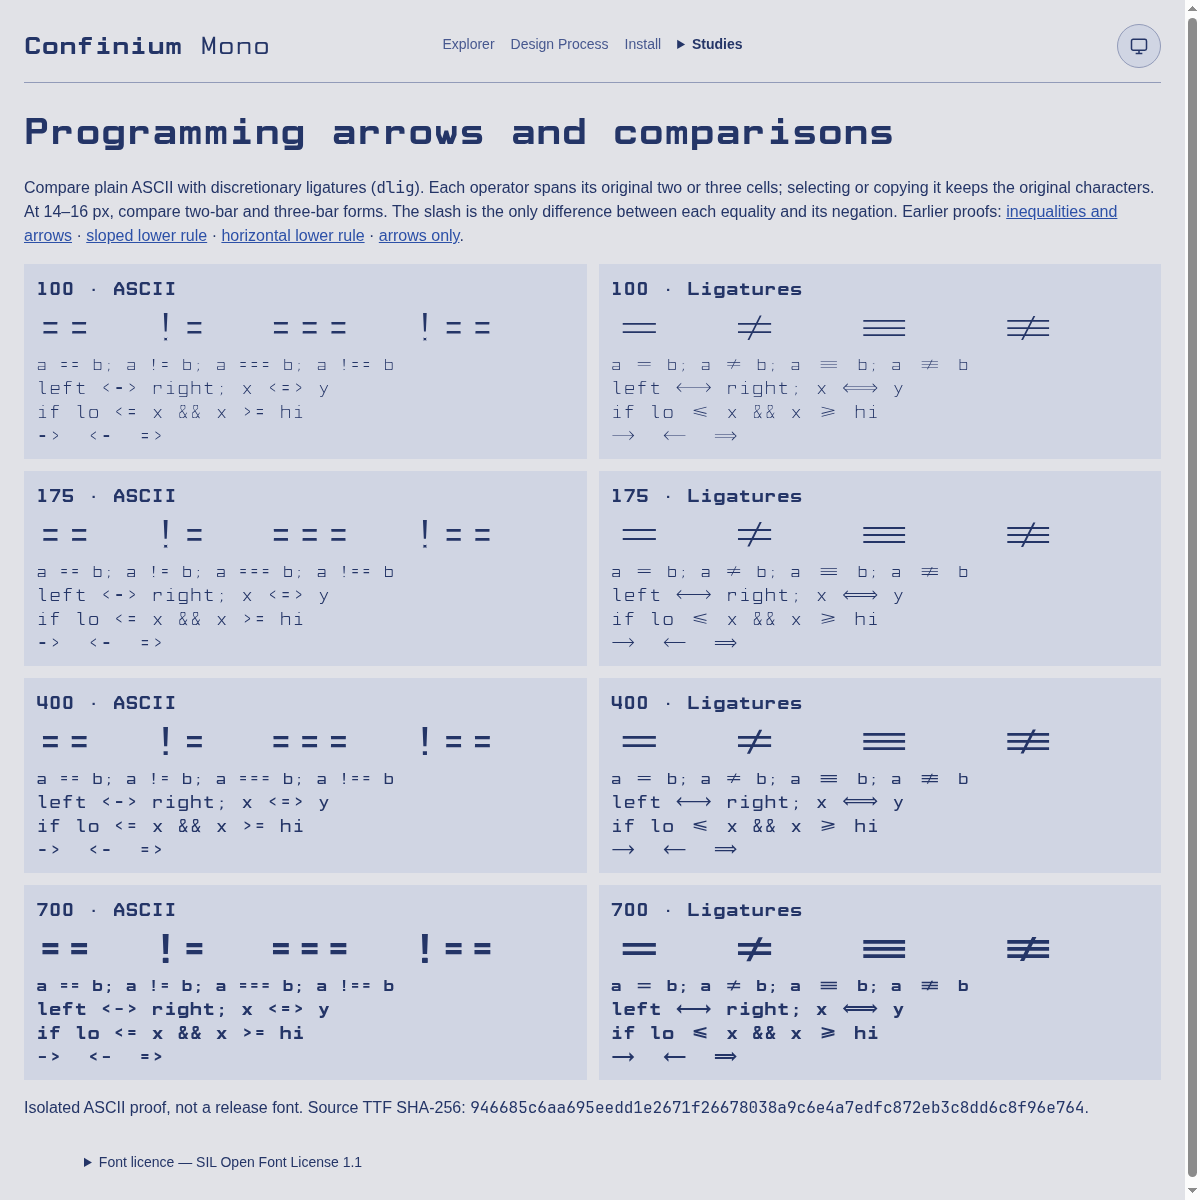 Confinium Mono
Explorer Design Process Install ▶ Studies
Programming arrows and comparisons
Compare plain ASCII with discretionary ligatures (dlig). Each operator spans its original two or three cells; selecting or copying it keeps the original characters.
At 14–16 px, compare two-bar and three-bar forms. The slash is the only difference between each equality and its negation. Earlier proofs: inequalities and
arrows · sloped lower rule · horizontal lower rule · arrows only.
100 · ASCII
== != === !==
a == b; a != b; a === b; a !== b
left <-> right; x <=> y
if lo <= x && x >= hi
-> <- =>
100 · Ligatures
= ≠ ≡ ≢
a = b; a ≠ b; a ≡ b; a ≢ b
left ⟷ right; x ⟺ y
if lo ⩽ x && x ⩾ hi
⟶ ⟵ ⟹
175 · ASCII
== != === !==
a == b; a != b; a === b; a !== b
left <-> right; x <=> y
if lo <= x && x >= hi
-> <- =>
175 · Ligatures
= ≠ ≡ ≢
a = b; a ≠ b; a ≡ b; a ≢ b
left ⟷ right; x ⟺ y
if lo ⩽ x && x ⩾ hi
⟶ ⟵ ⟹
400 · ASCII
== != === !==
a == b; a != b; a === b; a !== b
left <-> right; x <=> y
if lo <= x && x >= hi
-> <- =>
400 · Ligatures
= ≠ ≡ ≢
a = b; a ≠ b; a ≡ b; a ≢ b
left ⟷ right; x ⟺ y
if lo ⩽ x && x ⩾ hi
⟶ ⟵ ⟹
700 · ASCII
== != === !==
a == b; a != b; a === b; a !== b
left <-> right; x <=> y
if lo <= x && x >= hi
-> <- =>
700 · Ligatures
= ≠ ≡ ≢
a = b; a ≠ b; a ≡ b; a ≢ b
left ⟷ right; x ⟺ y
if lo ⩽ x && x ⩾ hi
⟶ ⟵ ⟹
Isolated ASCII proof, not a release font. Source TTF SHA-256: 946685c6aa695eedd1e2671f26678038a9c6e4a7edfc872eb3c8dd6c8f96e764.
▶ Font licence — SIL Open Font License 1.1